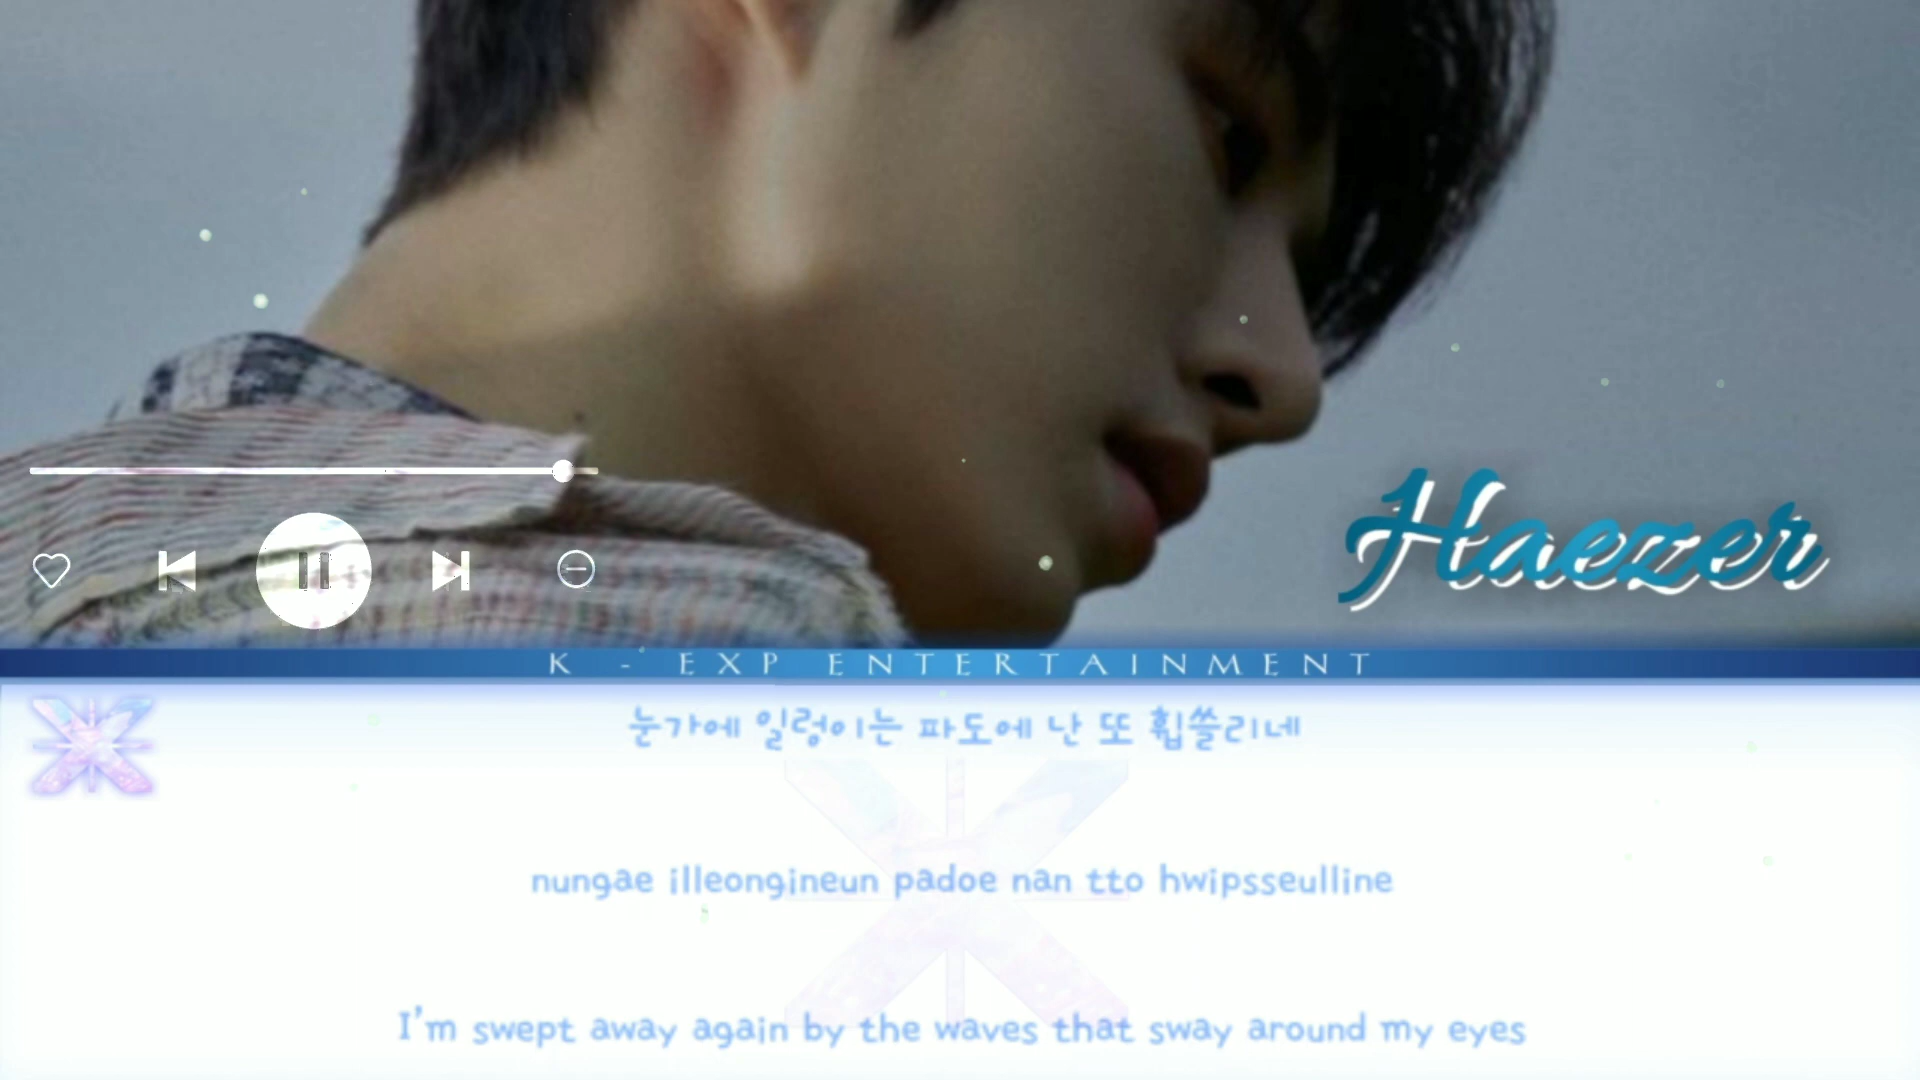 Haezer
K - EXP ENTERTAINMENT
눈가에 일렁이는 파도에 난 또 휩쓸리네
nungae illeongineun padoe nan tto hwipsseulline
I'm swept away again by the waves that sway around my eyes